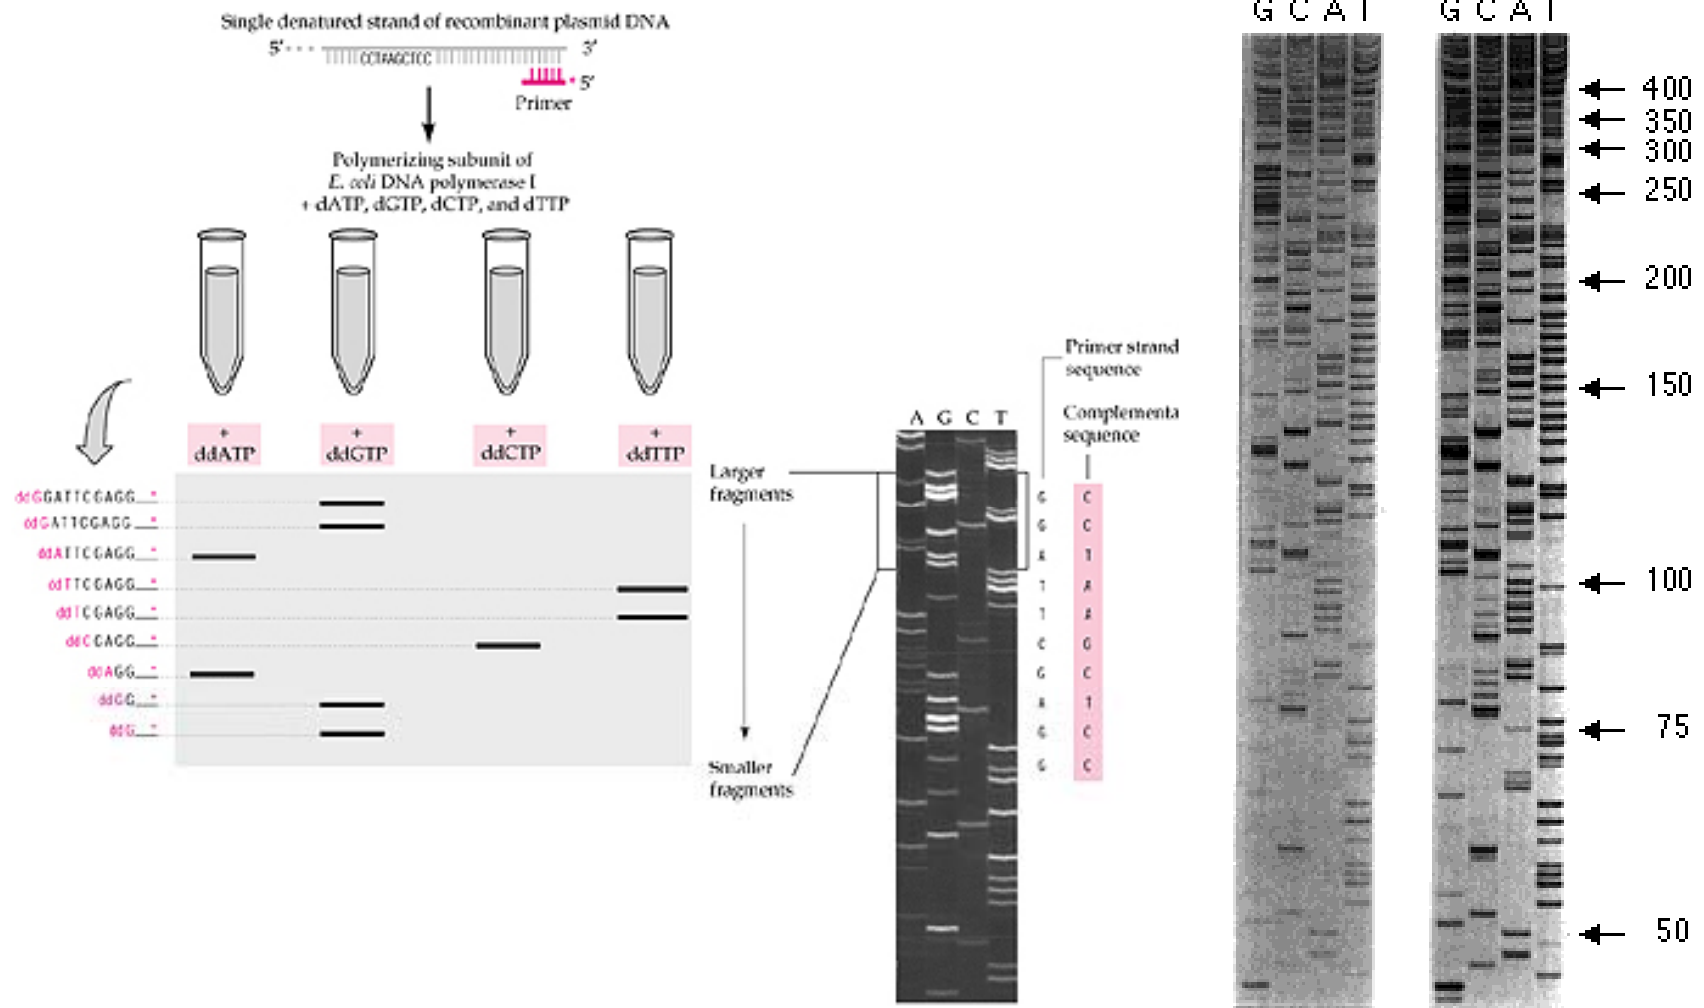 Single denatured strand of recombinant plasmid DNA
5' 3'
CCTAAGCTCC
5'
Primer
Polymerizing subunit of
E. coli DNA polymerase I
+ dATP, dGTP, dCTP, and dTTP
+ ddATP
+ ddGTP
+ ddCTP
+ ddTTP
ddGGATTCGAGG *
ddGATTCGAGG *
ddATTCGAGG *
ddTTCGAGG *
ddTCGAGG *
ddCGAGG *
ddAGG *
ddGG *
ddG *
Larger
fragments
Smaller
fragments
A G C T
Primer strand
sequence
Complementa
sequence
G C
G C
A T
T A
T A
C G
G C
A T
G C
G C
G C A T
G C A T
400
350
300
250
200
150
100
75
50